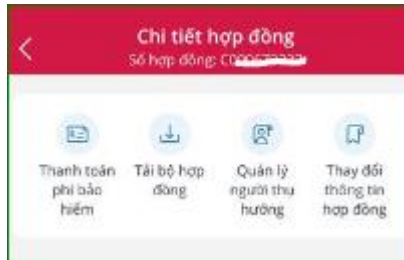 Chi tiết hợp đồng
Số hợp đồng:
Thanh toán
phí bảo
hiểm
Tải bộ hợp
đồng
Quản lý
người thụ
hưởng
Thay đổi
thông tin
hợp đồng